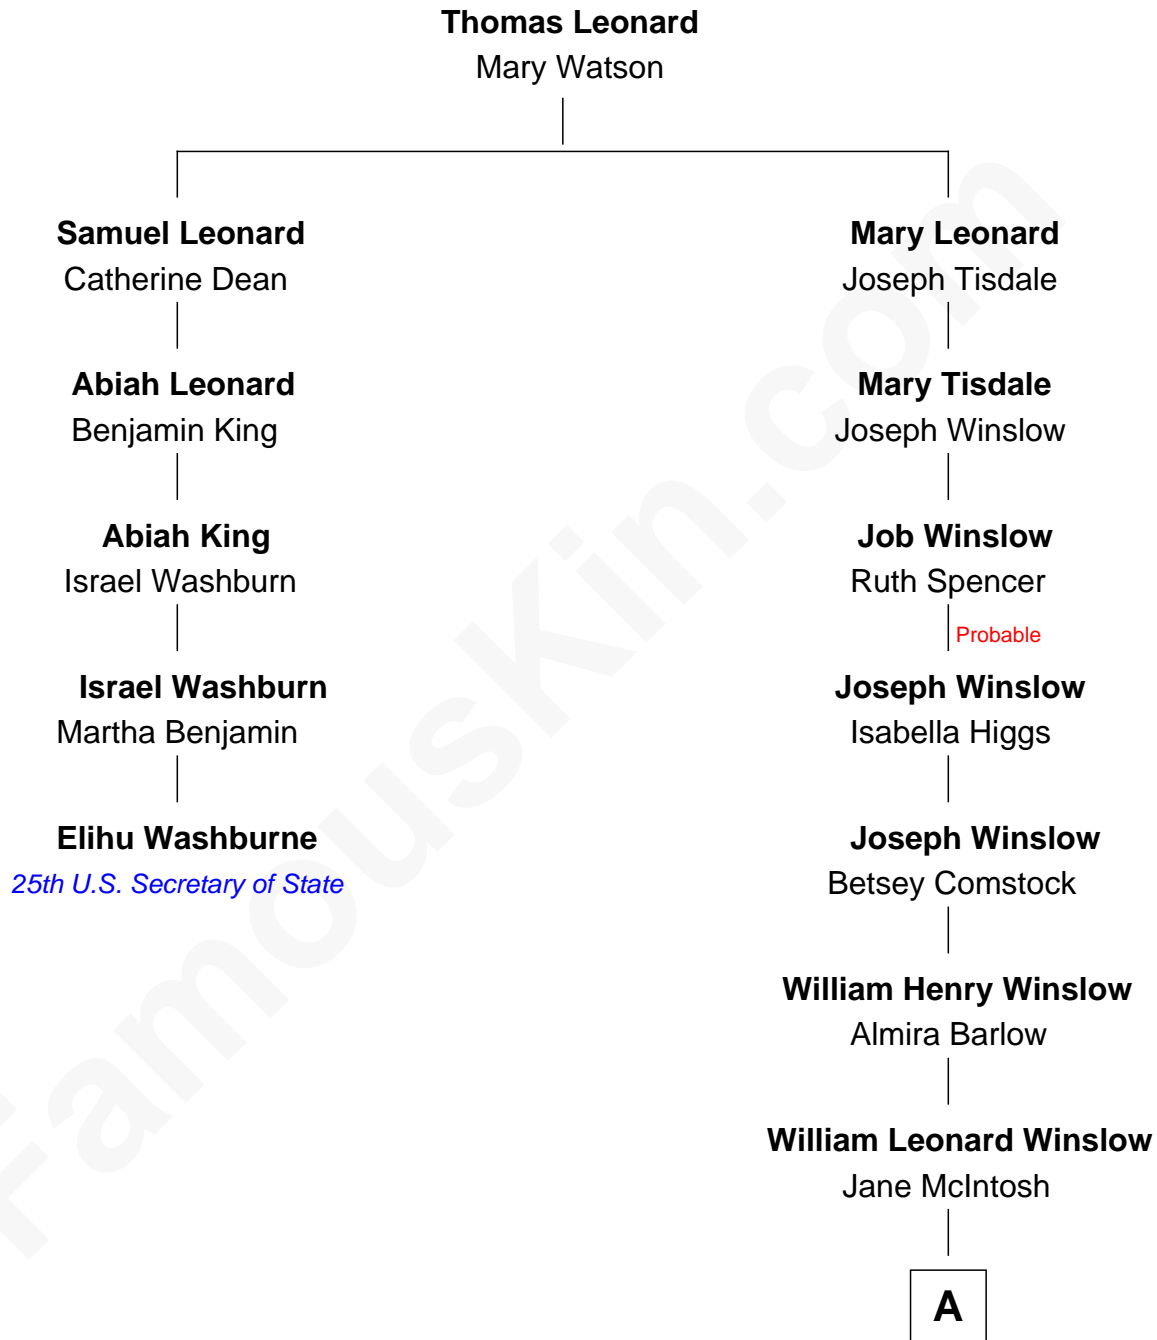 Thomas Leonard
Mary Watson
Samuel Leonard
Catherine Dean
Abiah Leonard
Benjamin King
Abiah King
Israel Washburn
Israel Washburn
Martha Benjamin
Elihu Washburne
25th U.S. Secretary of State
Mary Leonard
Joseph Tisdale
Mary Tisdale
Joseph Winslow
Job Winslow
Ruth Spencer
Probable
Joseph Winslow
Isabella Higgs
Joseph Winslow
Betsey Comstock
William Henry Winslow
Almira Barlow
William Leonard Winslow
Jane McIntosh
A
FamousKin.com